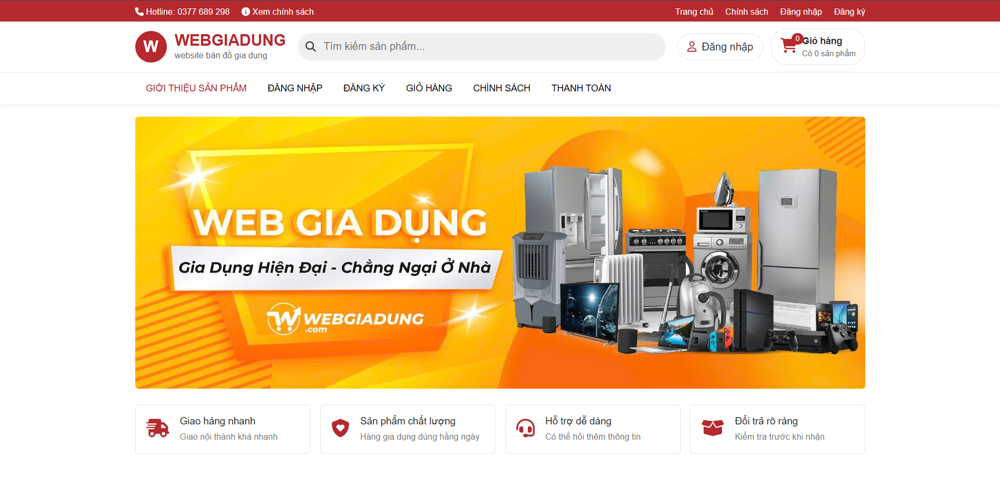 Hotline: 0377 689 298 Xem chính sách Trang chủ Chính sách Đăng nhập Đăng ký
W
WEBGIADUNG
website bán đồ gia dụng
Tìm kiếm sản phẩm...
Đăng nhập
0
Giỏ hàng
Có 0 sản phẩm
GIỚI THIỆU SẢN PHẨM ĐĂNG NHẬP ĐĂNG KÝ GIỎ HÀNG CHÍNH SÁCH THANH TOÁN
WEB GIA DỤNG
Gia Dụng Hiện Đại - Chẳng Ngại Ở Nhà
W WEBGIADUNG
.com
Giao hàng nhanh
Giao nội thành khá nhanh
Sản phẩm chất lượng
Hàng gia dụng dùng hằng ngày
Hỗ trợ dễ dàng
Có thể hỏi thêm thông tin
Đổi trả rõ ràng
Kiểm tra trước khi nhận